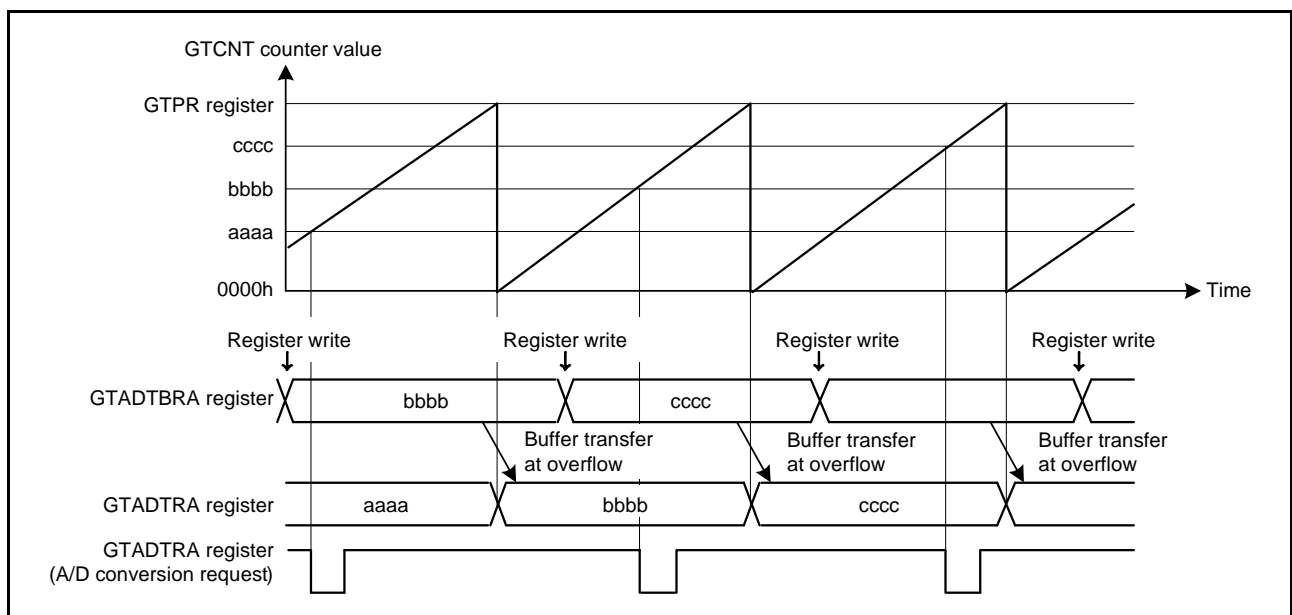 GTCNT counter value
GTPR register
cccc
bbbb
aaaa
0000h
Time
Register write
Register write
Register write
Register write
GTADTBRA register
bbbb
cccc
Buffer transfer
at overflow
Buffer transfer
at overflow
Buffer transfer
at overflow
GTADTRA register
aaaa
bbbb
cccc
GTADTRA register
(A/D conversion request)